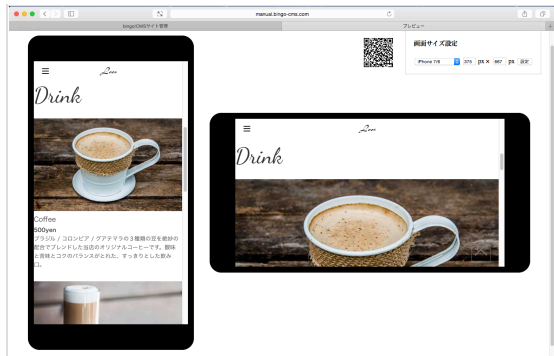 manual.bingo-cms.com
bingo!CMSサイト管理
プレビュー
画面サイズ設定
iPhone 7/8
375
px ×
667
px
設定
Drink
Coffee
500yen
ブラジル / コロンビア / グアテマラの３種類の豆を絶妙の
配合でブレンドした当店のオリジナルコーヒーです。酸味
と苦味とコクのバランスがとれた、すっきりとした飲み
口。
Drink